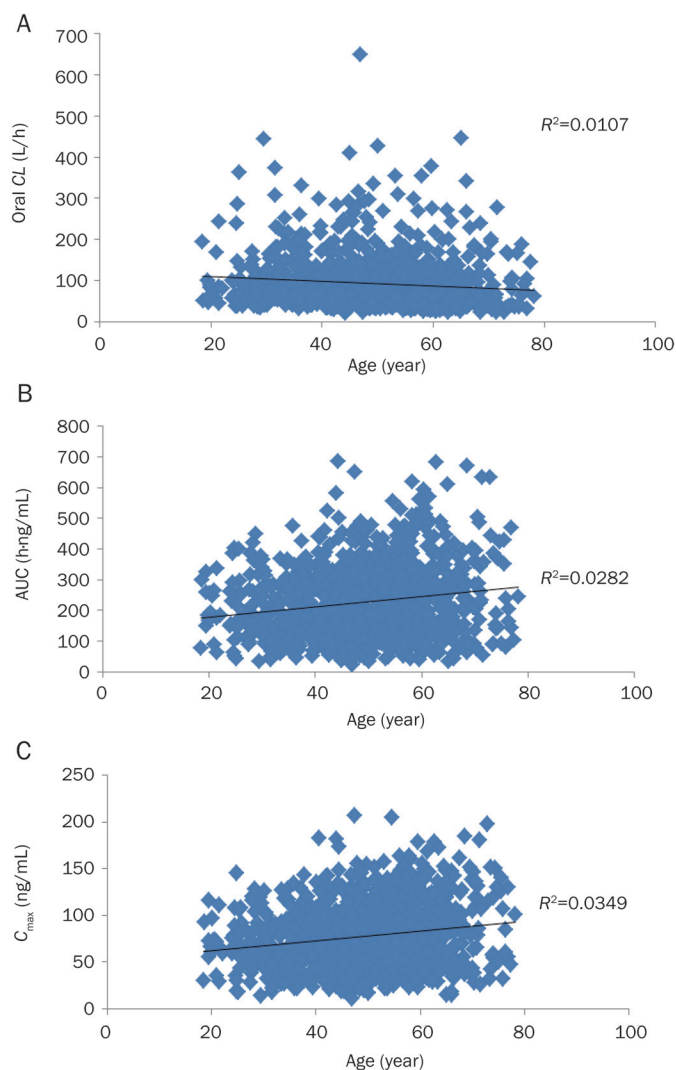 A
700
600
500
400
300
200
100
0
Oral CL (L/h)
R²=0.0107
0 20 40 60 80 100
Age (year)
B
800
700
600
500
400
300
200
100
0
AUC (h·ng/mL)
R²=0.0282
0 20 40 60 80 100
Age (year)
C
250
200
150
100
50
0
Cmax (ng/mL)
R²=0.0349
0 20 40 60 80 100
Age (year)